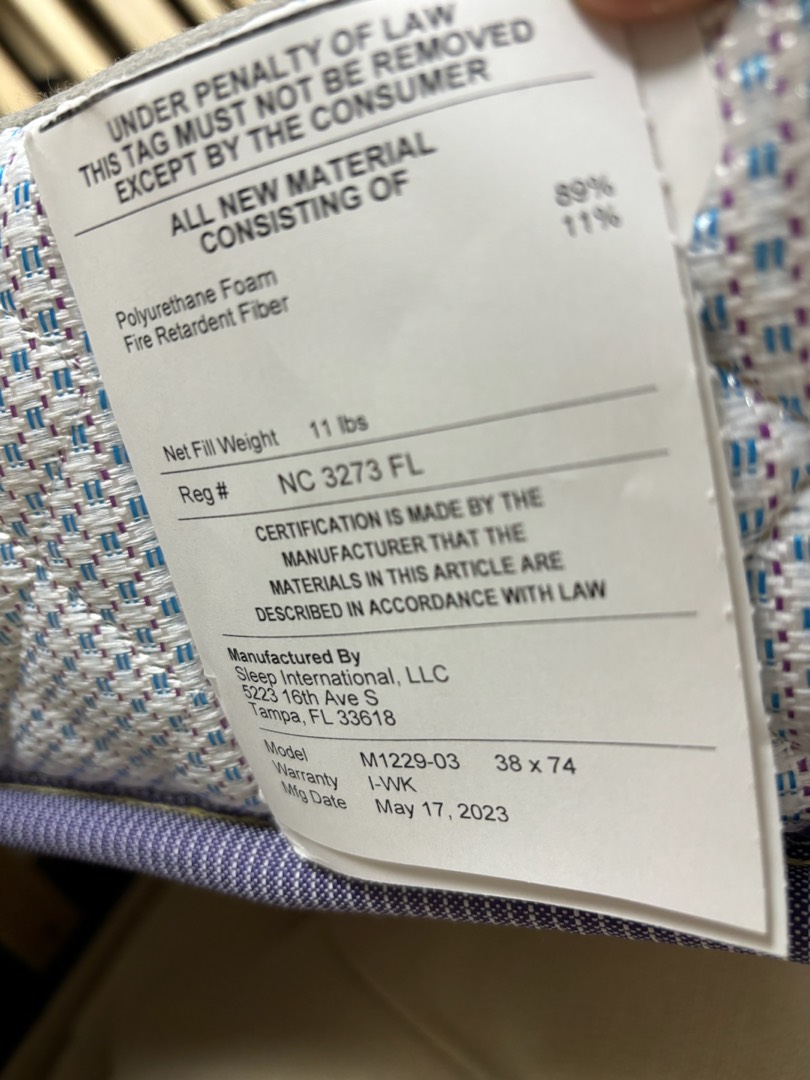 UNDER PENALTY OF LAW
THIS TAG MUST NOT BE REMOVED
EXCEPT BY THE CONSUMER
ALL NEW MATERIAL
CONSISTING OF
89%
11%
Polyurethane Foam
Fire Retardent Fiber
Net Fill Weight 11 lbs
Reg # NC 3273 FL
CERTIFICATION IS MADE BY THE
MANUFACTURER THAT THE
MATERIALS IN THIS ARTICLE ARE
DESCRIBED IN ACCORDANCE WITH LAW
Manufactured By
Sleep International, LLC
5223 16th Ave S
Tampa, FL 33618
Model M1229-03 38 x 74
Warranty I-WK
Mfg Date May 17, 2023